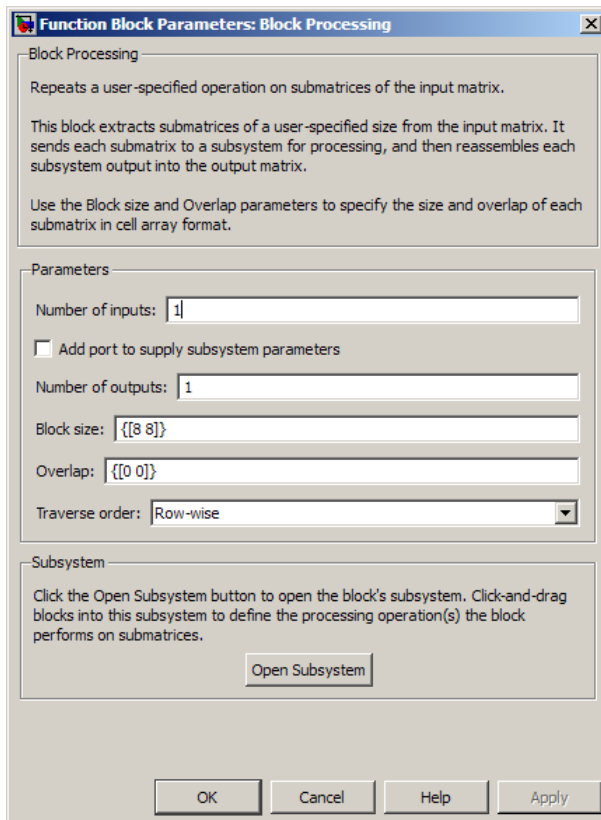 Function Block Parameters: Block Processing
Block Processing
Repeats a user-specified operation on submatrices of the input matrix.
This block extracts submatrices of a user-specified size from the input matrix. It
sends each submatrix to a subsystem for processing, and then reassembles each
subsystem output into the output matrix.
Use the Block size and Overlap parameters to specify the size and overlap of each
submatrix in cell array format.
Parameters
Number of inputs: 1
Add port to supply subsystem parameters
Number of outputs: 1
Block size: {[8 8]}
Overlap: {[0 0]}
Traverse order: Row-wise
Subsystem
Click the Open Subsystem button to open the block's subsystem. Click-and-drag
blocks into this subsystem to define the processing operation(s) the block
performs on submatrices.
Open Subsystem
OK Cancel Help Apply